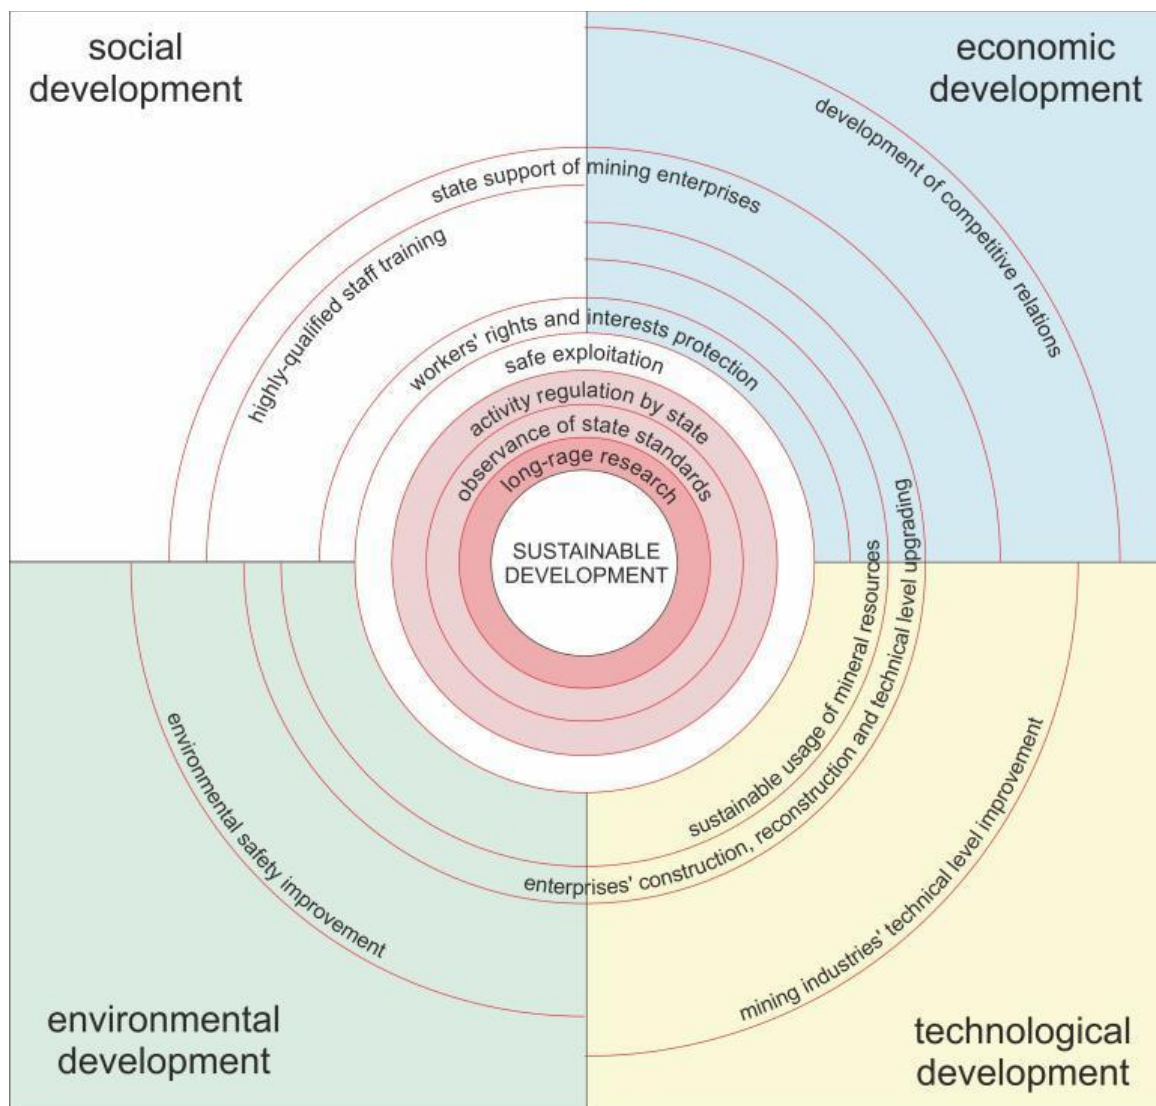 social
development
economic
development
development of competitive relations
state support of mining enterprises
highly-qualified staff training
workers' rights and interests protection
safe exploitation
activity regulation by state
observance of state standards
long-rage research
SUSTAINABLE
DEVELOPMENT
sustainable usage of mineral resources
enterprises' construction, reconstruction and technical level upgrading
mining industries' technical level improvement
environmental safety improvement
environmental
development
technological
development